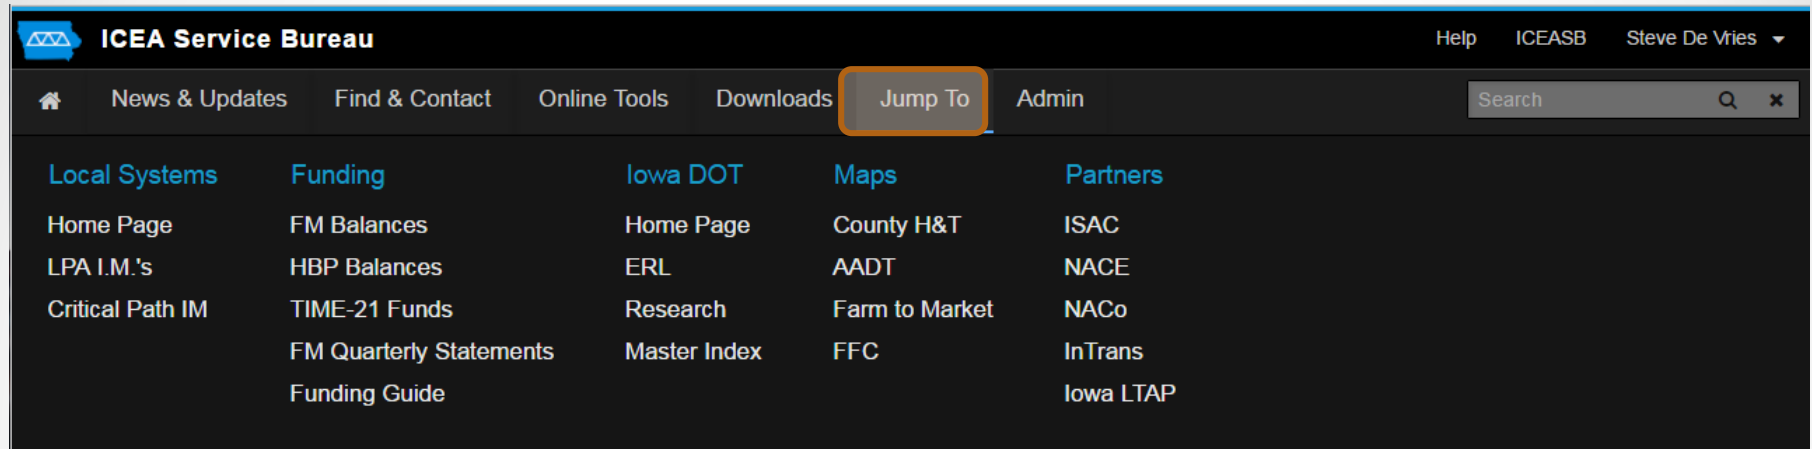 ICEA Service Bureau
Help ICEASB Steve De Vries
News & Updates Find & Contact Online Tools Downloads Jump To Admin Search
Local Systems Funding Iowa DOT Maps Partners
Home Page FM Balances Home Page County H&T ISAC
LPA I.M.'s HBP Balances ERL AADT NACE
Critical Path IM TIME-21 Funds Research Farm to Market NACo
FM Quarterly Statements Master Index FFC InTrans
Funding Guide Iowa LTAP